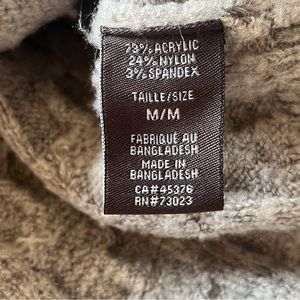 73% ACRYLIC
24% NYLON
3% SPANDEX
TAILLE/SIZE
M/M
FABRIQUÉ AU
BANGLADESH
MADE IN
BANGLADESH
CA#45376
RN#73023